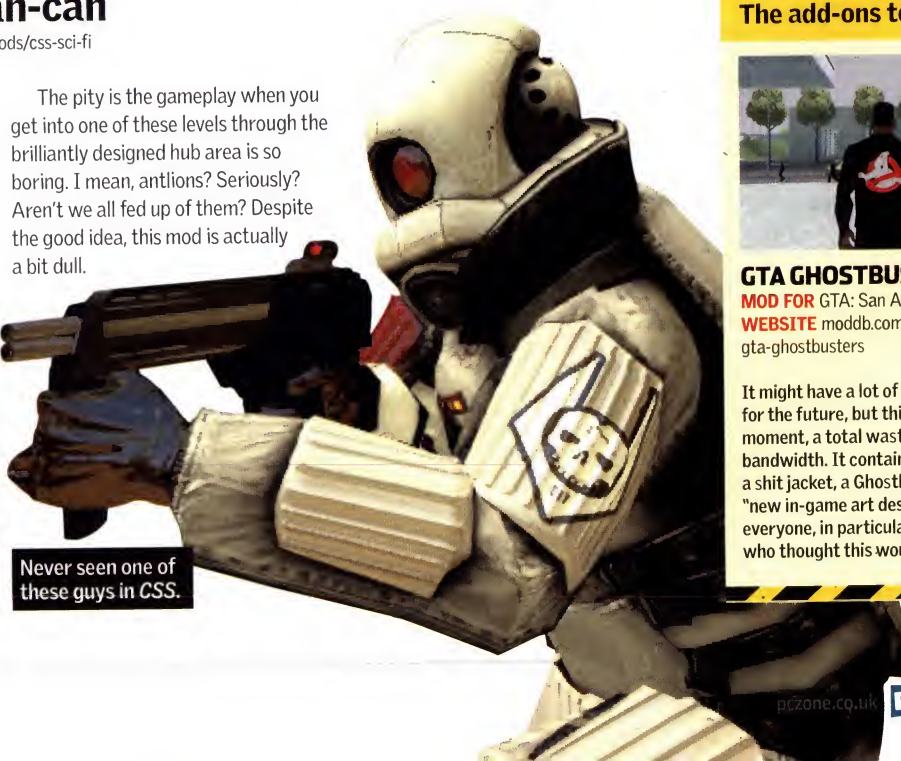 an-can
ods/css-sci-fi
The pity is the gameplay when you
get into one of these levels through the
brilliantly designed hub area is so
boring. I mean, antlions? Seriously?
Aren't we all fed up of them? Despite
the good idea, this mod is actually
a bit dull.
Never seen one of
these guys in CSS.
The add-ons to
GTA GHOSTBU
MOD FOR GTA: San A
WEBSITE moddb.com
gta-ghostbusters
It might have a lot of
for the future, but thi
moment, a total wast
bandwidth. It contain
a shit jacket, a Ghostb
"new in-game art des
everyone, in particula
who thought this wou
pczone.co.uk